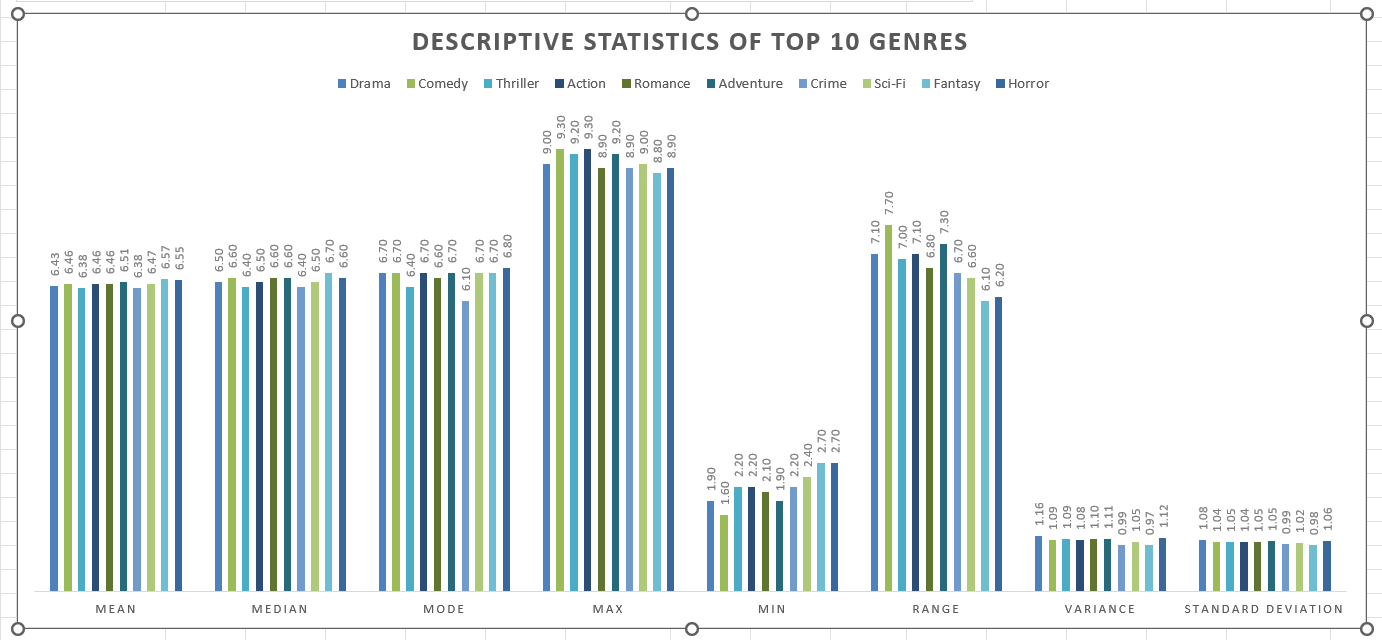 DESCRIPTIVE STATISTICS OF TOP 10 GENRES
Drama Comedy Thriller Action Romance Adventure Crime Sci-Fi Fantasy Horror
6.43 6.46 6.38 6.46 6.46 6.51 6.38 6.47 6.57 6.55
6.50 6.60 6.40 6.50 6.60 6.60 6.40 6.50 6.70 6.60
6.70 6.70 6.40 6.70 6.60 6.70 6.10 6.70 6.70 6.80
9.00 9.30 9.20 9.30 8.90 9.20 8.90 9.00 8.80 8.90
1.90 1.60 2.20 2.20 2.10 1.90 2.20 2.40 2.70 2.70
7.10 7.70 7.00 7.10 6.80 7.30 6.70 6.60 6.10 6.20
1.16 1.09 1.09 1.08 1.10 1.11 0.99 1.05 0.97 1.12
1.08 1.04 1.05 1.04 1.05 1.05 0.99 1.02 0.98 1.06
MEAN MEDIAN MODE MAX MIN RANGE VARIANCE STANDARD DEVIATION